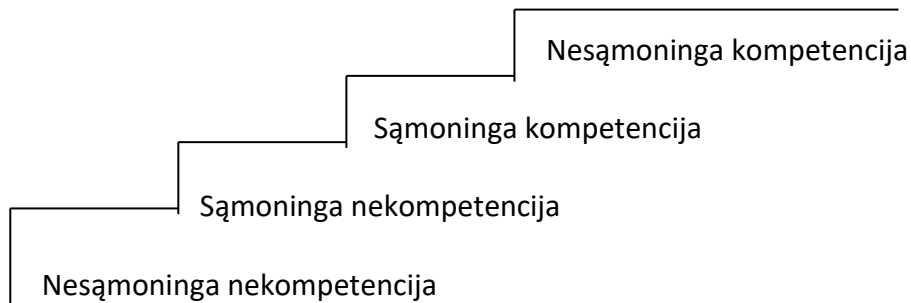 Nesąmoninga kompetencija
Sąmoninga kompetencija
Sąmoninga nekompetencija
Nesąmoninga nekompetencija